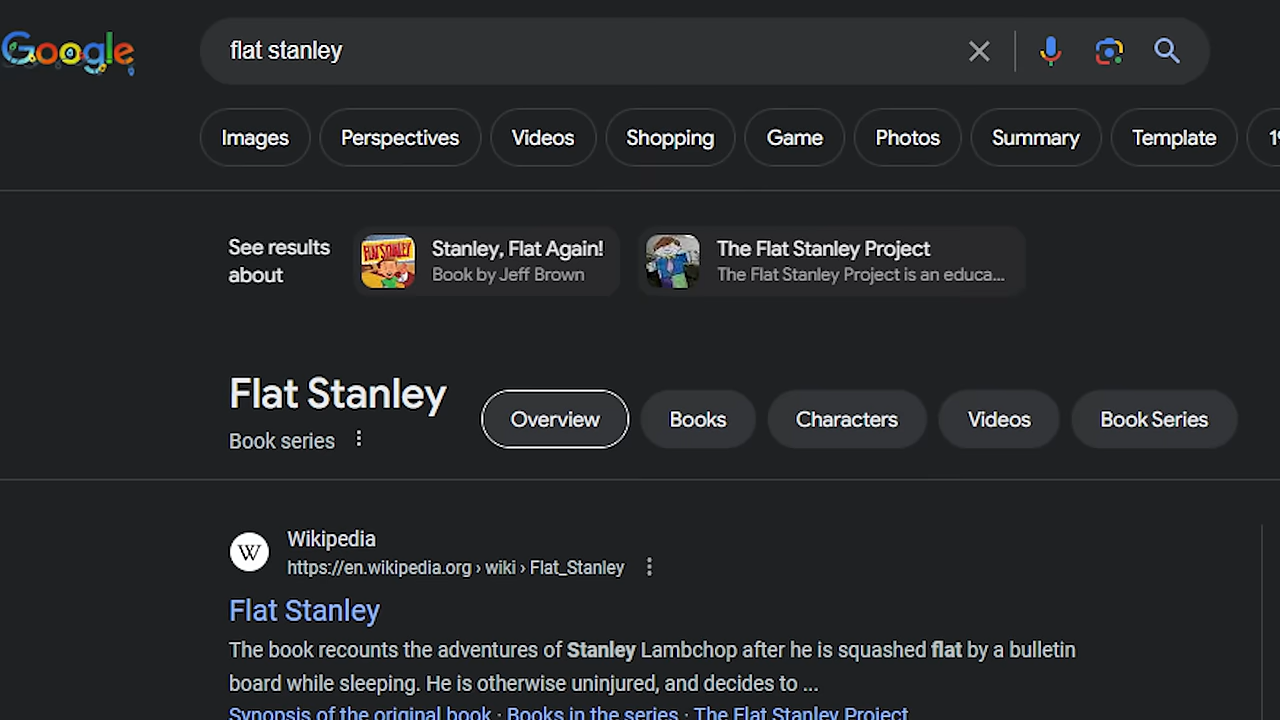 Google
flat stanley
Images Perspectives Videos Shopping Game Photos Summary Template
See results
about
FLAT STANLEY
Stanley, Flat Again!
Book by Jeff Brown
The Flat Stanley Project
The Flat Stanley Project is an educa...
Flat Stanley
Book series
Overview Books Characters Videos Book Series
W
Wikipedia
https://en.wikipedia.org › wiki › Flat_Stanley
Flat Stanley
The book recounts the adventures of Stanley Lambchop after he is squashed flat by a bulletin
board while sleeping. He is otherwise uninjured, and decides to ...
Synopsis of the original book · Books in the series · The Flat Stanley Project